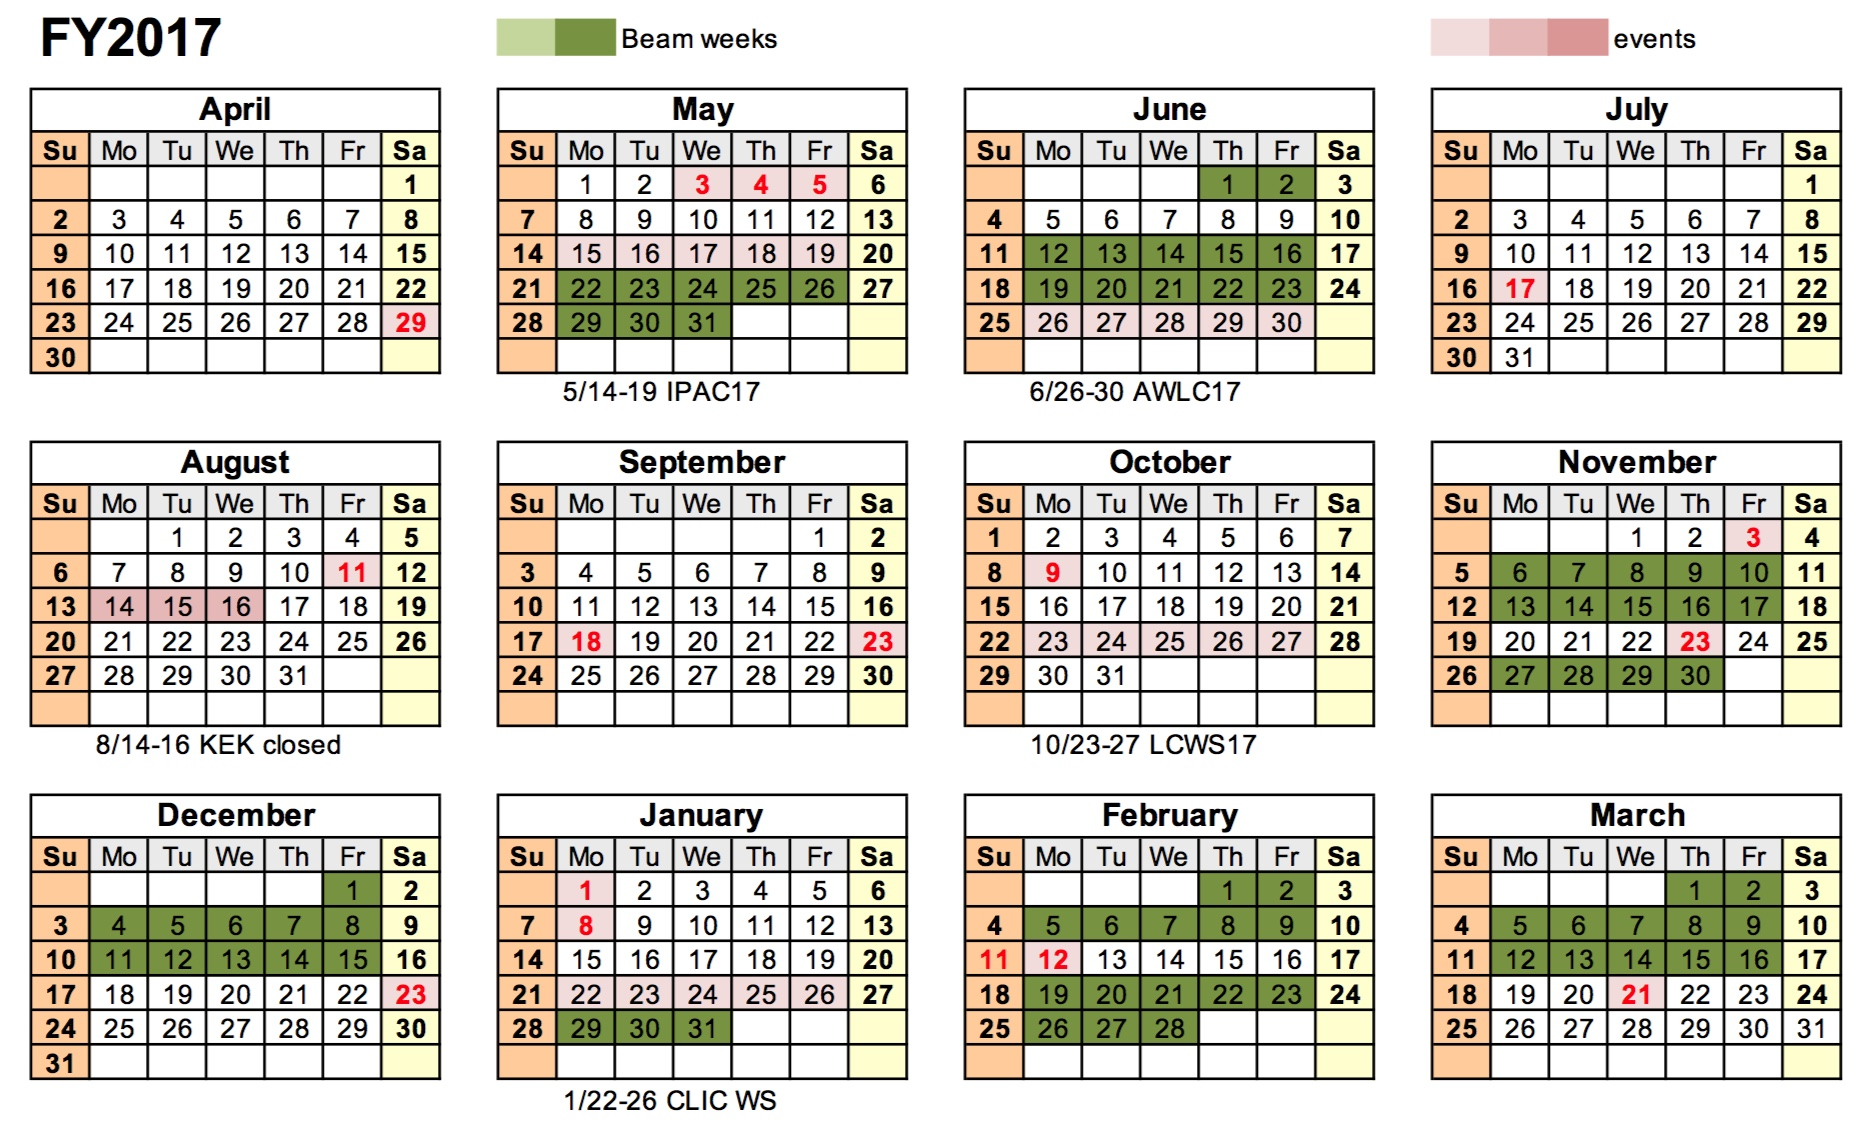 FY2017 Beam weeks events
April May June July
Su Mo Tu We Th Fr Sa Su Mo Tu We Th Fr Sa Su Mo Tu We Th Fr Sa Su Mo Tu We Th Fr Sa
1 1 2 3 4 5 6 1 2 3 1
2 3 4 5 6 7 8 7 8 9 10 11 12 13 4 5 6 7 8 9 10 2 3 4 5 6 7 8
9 10 11 12 13 14 15 14 15 16 17 18 19 20 11 12 13 14 15 16 17 9 10 11 12 13 14 15
16 17 18 19 20 21 22 21 22 23 24 25 26 27 18 19 20 21 22 23 24 16 17 18 19 20 21 22
23 24 25 26 27 28 29 28 29 30 31 25 26 27 28 29 30 23 24 25 26 27 28 29
30 30 31
5/14-19 IPAC17 6/26-30 AWLC17
August September October November
Su Mo Tu We Th Fr Sa Su Mo Tu We Th Fr Sa Su Mo Tu We Th Fr Sa Su Mo Tu We Th Fr Sa
1 2 3 4 5 1 2 1 2 3 4 5 6 7 1 2 3 4
6 7 8 9 10 11 12 3 4 5 6 7 8 9 8 9 10 11 12 13 14 5 6 7 8 9 10 11
13 14 15 16 17 18 19 10 11 12 13 14 15 16 15 16 17 18 19 20 21 12 13 14 15 16 17 18
20 21 22 23 24 25 26 17 18 19 20 21 22 23 22 23 24 25 26 27 28 19 20 21 22 23 24 25
27 28 29 30 31 24 25 26 27 28 29 30 29 30 31 26 27 28 29 30
8/14-16 KEK closed 10/23-27 LCWS17
December January February March
Su Mo Tu We Th Fr Sa Su Mo Tu We Th Fr Sa Su Mo Tu We Th Fr Sa Su Mo Tu We Th Fr Sa
1 2 1 2 3 4 5 6 1 2 3 1 2 3
3 4 5 6 7 8 9 7 8 9 10 11 12 13 4 5 6 7 8 9 10 4 5 6 7 8 9 10
10 11 12 13 14 15 16 14 15 16 17 18 19 20 11 12 13 14 15 16 17 11 12 13 14 15 16 17
17 18 19 20 21 22 23 21 22 23 24 25 26 27 18 19 20 21 22 23 24 18 19 20 21 22 23 24
24 25 26 27 28 29 30 28 29 30 31 25 26 27 28 25 26 27 28 29 30 31
31
1/22-26 CLIC WS